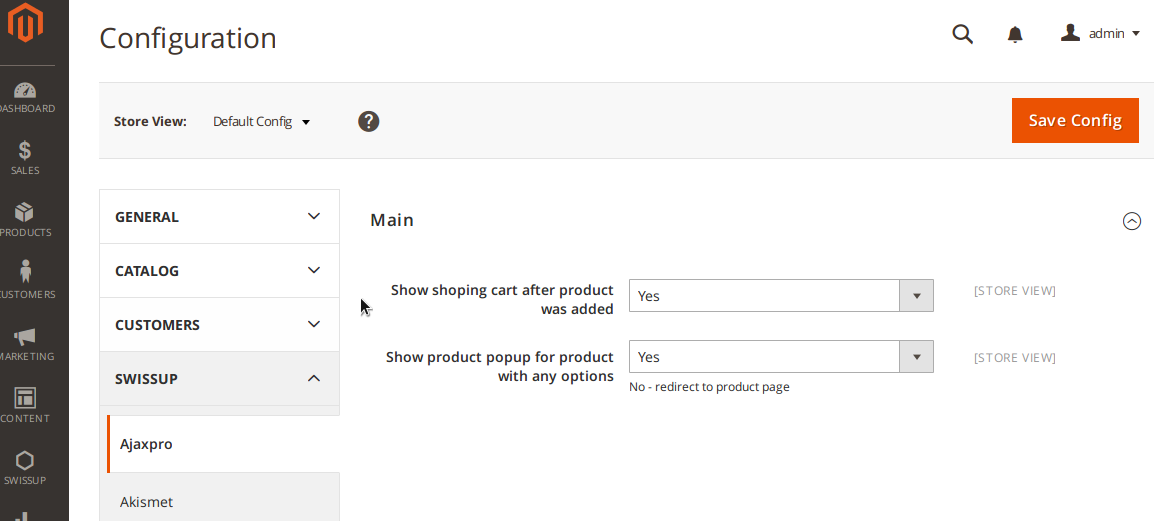 Configuration
admin
Store View: Default Config
?
Save Config
DASHBOARD
SALES
PRODUCTS
CUSTOMERS
MARKETING
CONTENT
SWISSUP
GENERAL
CATALOG
CUSTOMERS
SWISSUP
Ajaxpro
Akismet
Main
Show shoping cart after product
was added
Yes
[STORE VIEW]
Show product popup for product
with any options
Yes
[STORE VIEW]
No - redirect to product page